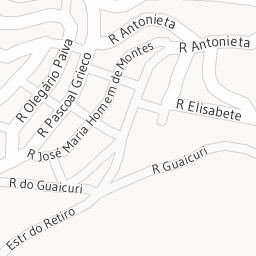 R Antonieta
R Antonieta
R Olegário Paiva
R Pascoal Grieco
R José Maria Homem de Montes
R Elisabete
R Guaicuri
R do Guaicuri
Estr do Retiro